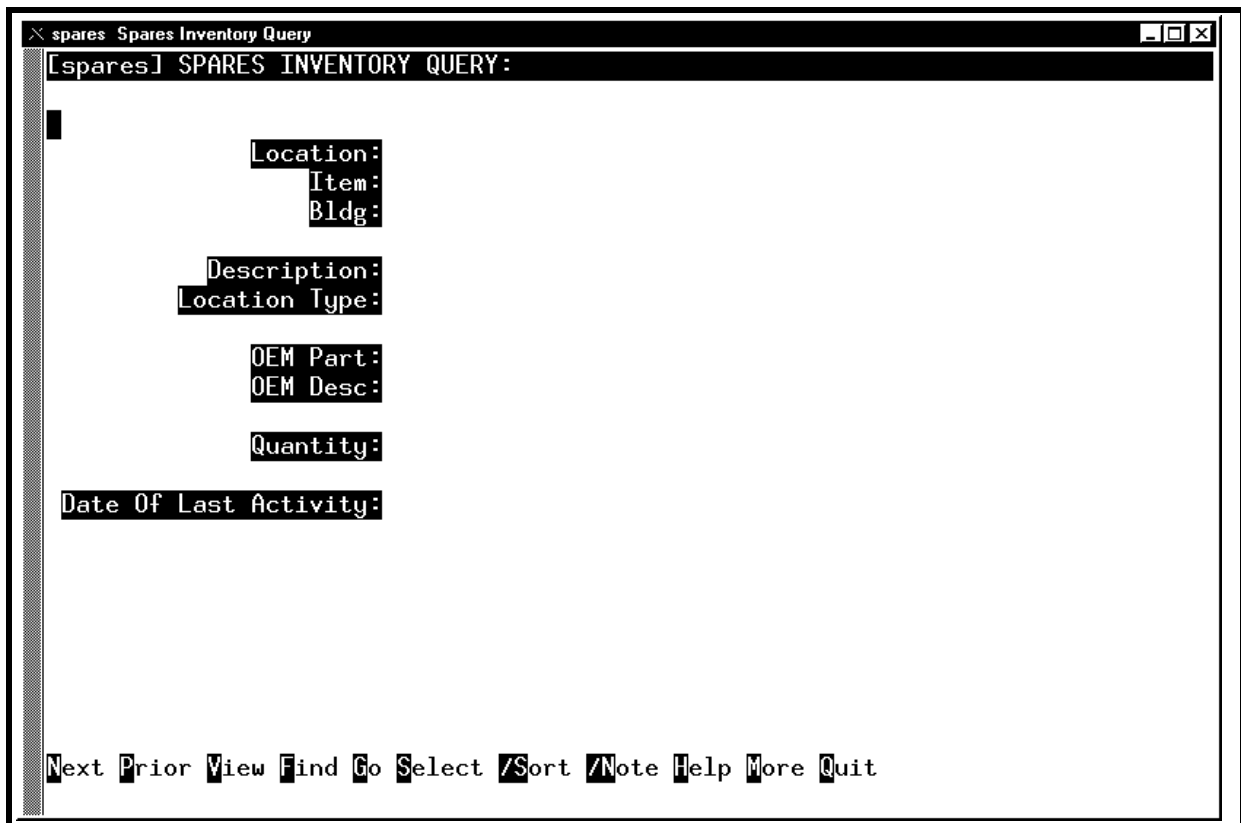 spares Spares Inventory Query
[spares] SPARES INVENTORY QUERY:
Location:
Item:
Bldg:
Description:
Location Type:
OEM Part:
OEM Desc:
Quantity:
Date Of Last Activity:
Next Prior View Find Go Select /Sort /Note Help More Quit